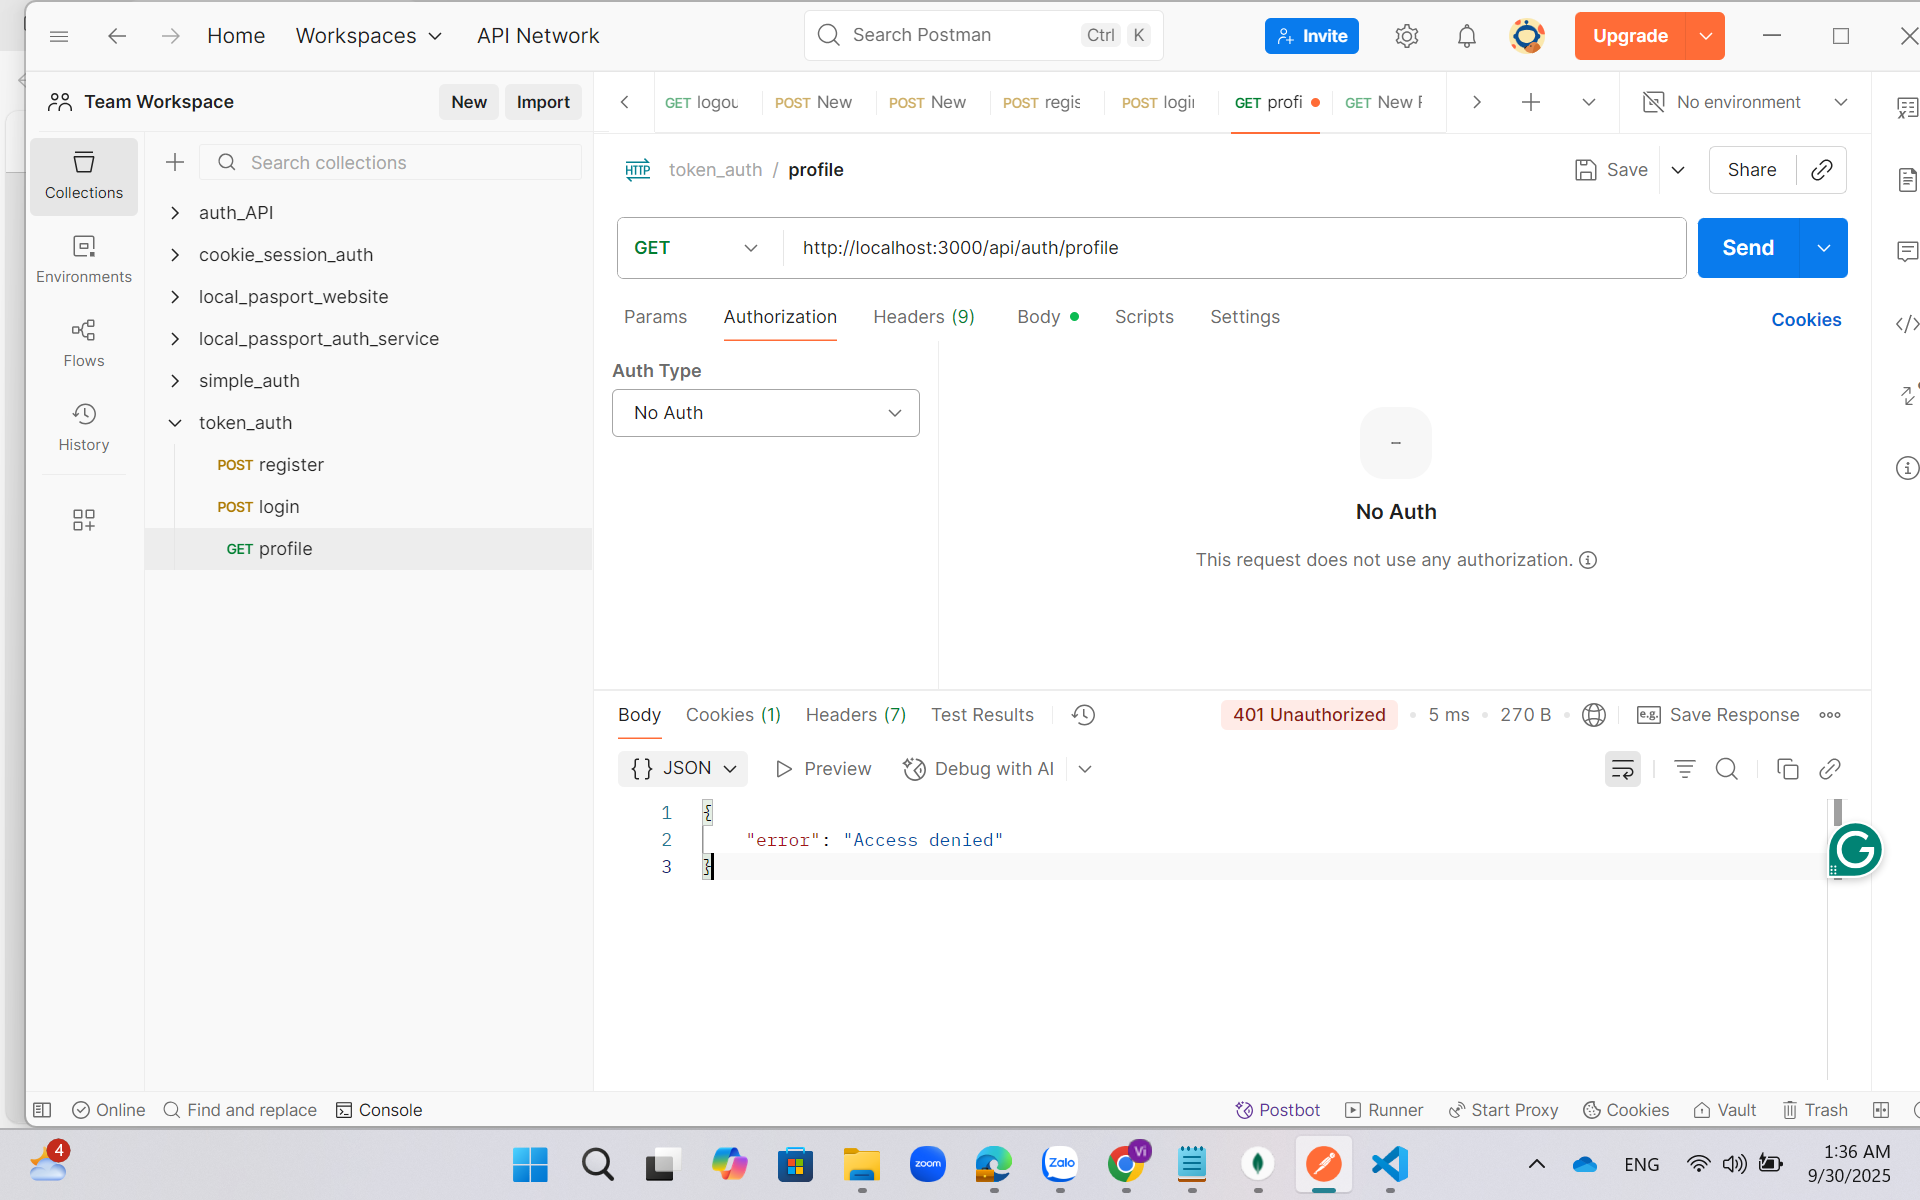 Home
Workspaces
API Network
Search Postman
Ctrl
K
Invite
Upgrade
Team Workspace
New
Import
GET logou
POST New
POST New
POST regis
POST login
GET profi
GET New F
No environment
Collections
Environments
Flows
History
Search collections
auth_API
cookie_session_auth
local_pasport_website
local_passport_auth_service
simple_auth
token_auth
POST register
POST login
GET profile
HTTP
token_auth / profile
Save
Share
GET
http://localhost:3000/api/auth/profile
Send
Params
Authorization
Headers (9)
Body
Scripts
Settings
Cookies
Auth Type
No Auth
No Auth
This request does not use any authorization.
Body
Cookies (1)
Headers (7)
Test Results
401 Unauthorized
5 ms
270 B
e.g.
Save Response
{} JSON
Preview
Debug with AI
1 {
2 "error": "Access denied"
3 }
Online
Find and replace
Console
Postbot
Runner
Start Proxy
Cookies
Vault
Trash
4
zoom
Zalo
Vi
ENG
1:36 AM
9/30/2025